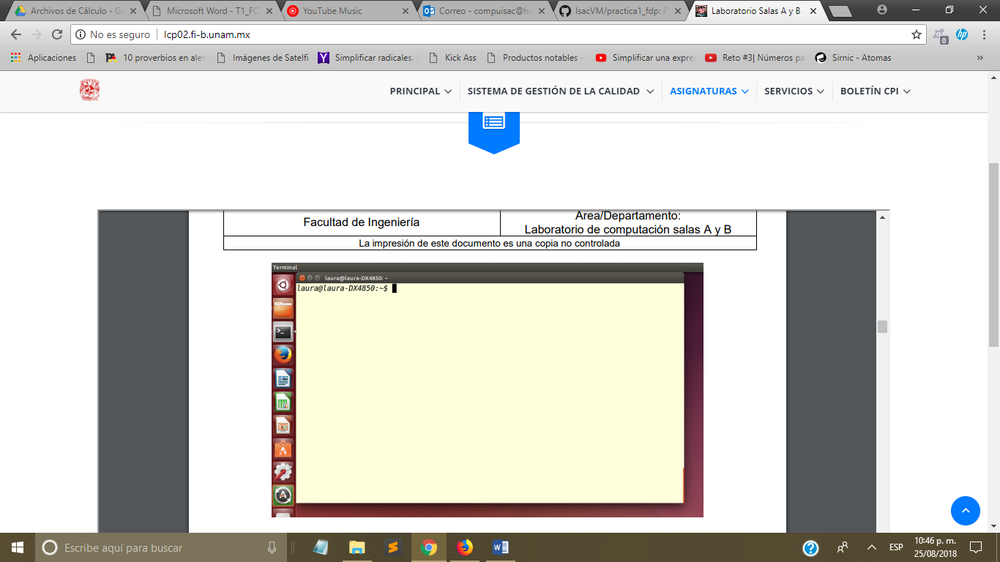 Archivos de Cálculo - G
Microsoft Word - T1_FC
YouTube Music
Correo - compuisac@ho
IsacVM/practica1_fdp: P
Laboratorio Salas A y B
No es seguro
lcp02.fi-b.unam.mx
0
hp
Aplicaciones
10 proverbios en alen
Imágenes de Satelfi
Simplificar radicales.
Kick Ass
Productos notables -
Simplificar una expre
Reto #3| Números pa
Sirnic - Atomas
»
PRINCIPAL
SISTEMA DE GESTIÓN DE LA CALIDAD
ASIGNATURAS
SERVICIOS
BOLETÍN CPI
Facultad de Ingeniería
Area/Departamento:
Laboratorio de computación salas A y B
La impresión de este documento es una copia no controlada
Terminal
laura@laura-DX4850: ~
laura@laura-DX4850:~$
Escribe aquí para buscar
ESP
10:46 p. m.
25/08/2018